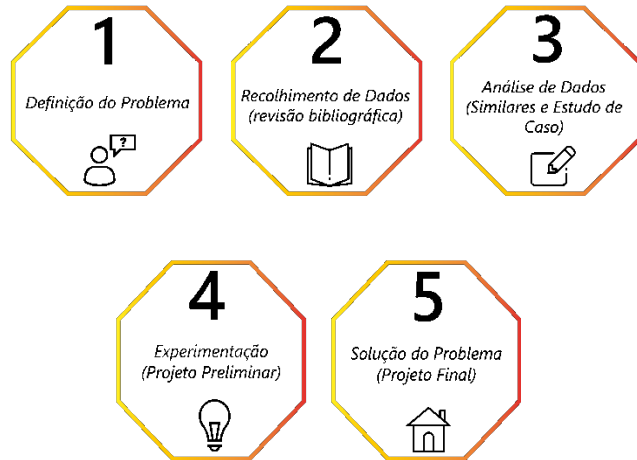 1
Definição do Problema
?
2
Recolhimento de Dados
(revisão bibliográfica)
3
Análise de Dados
(Similares e Estudo de
Caso)
4
Experimentação
(Projeto Preliminar)
5
Solução do Problema
(Projeto Final)